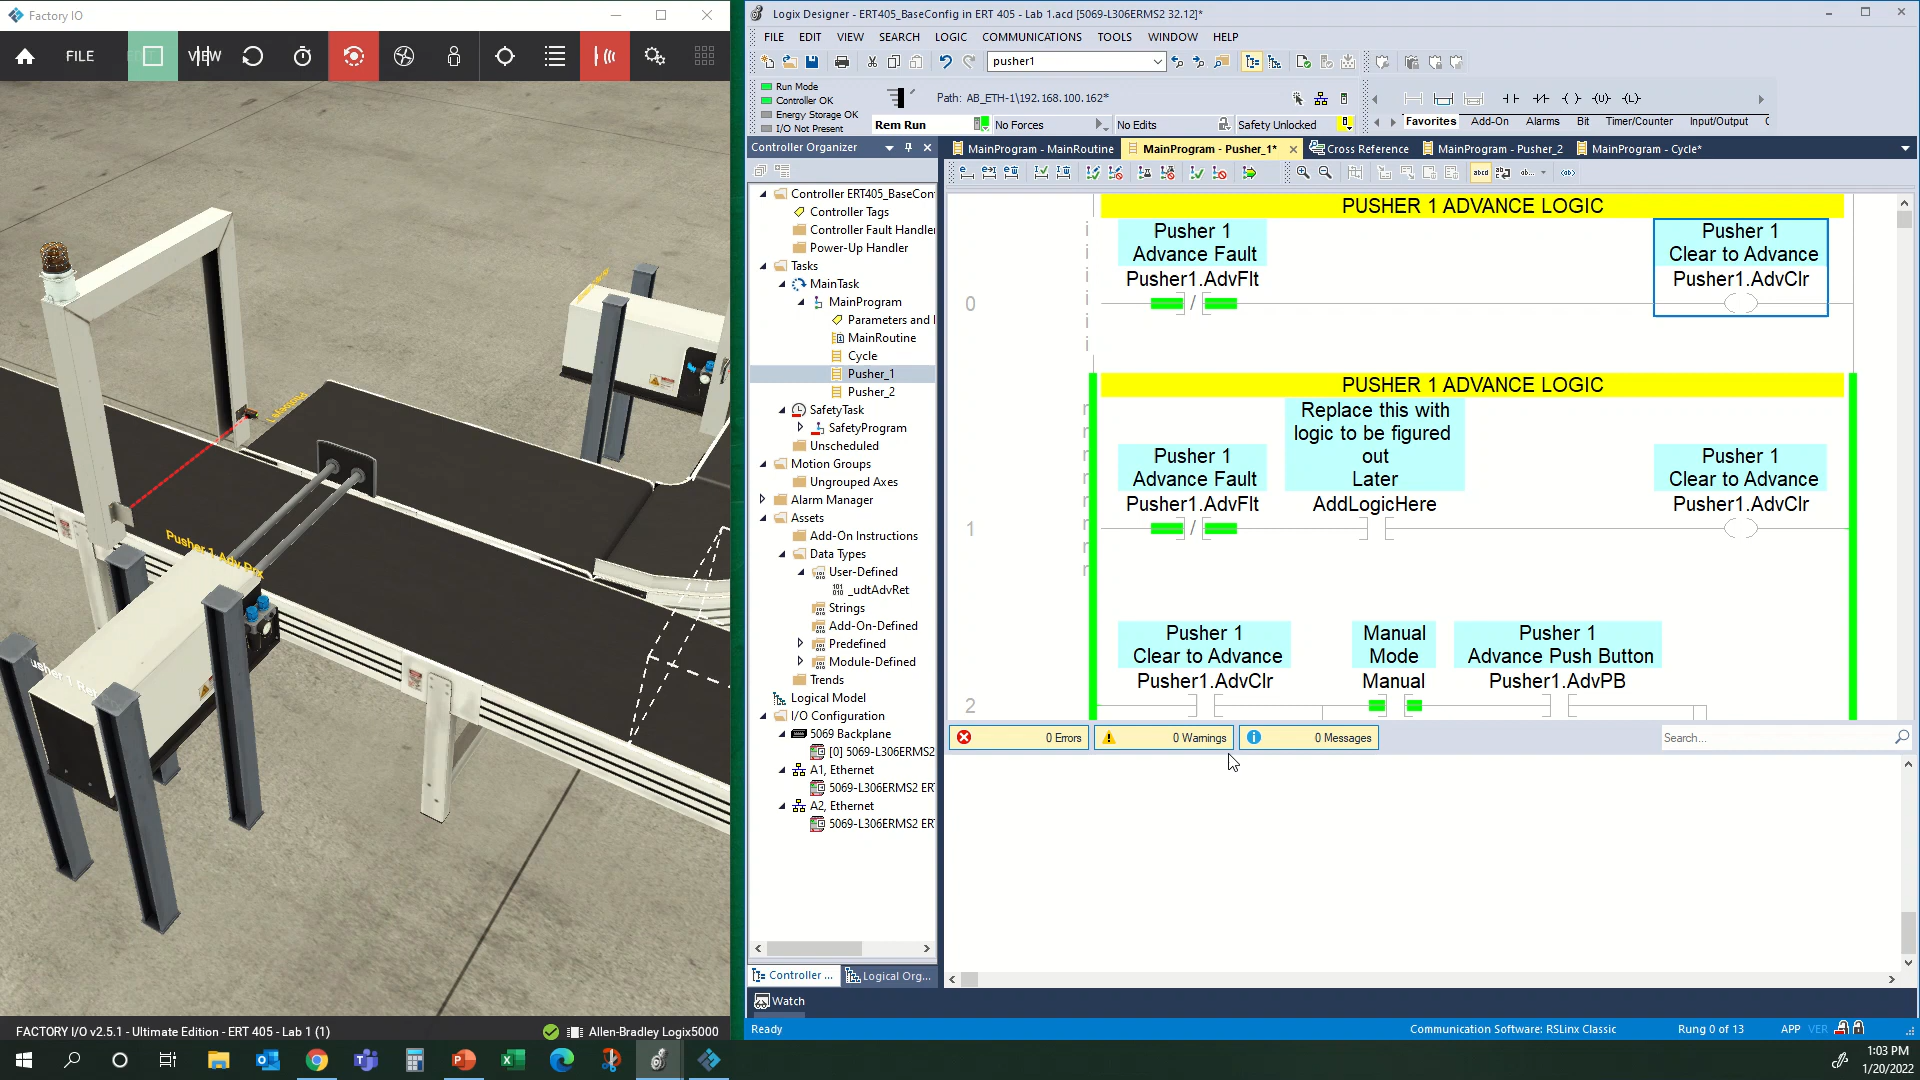 Factory IO
FILE
VIEW
Pusher 1 Adv Prx
FACTORY I/O v2.5.1 - Ultimate Edition - ERT 405 - Lab 1 (1)
Allen-Bradley Logix5000
Logix Designer - ERT405_BaseConfig in ERT 405 - Lab 1.acd [5069-L306ERMS2 32.12]*
FILE EDIT VIEW SEARCH LOGIC COMMUNICATIONS TOOLS WINDOW HELP
pusher1
Run Mode
Controller OK
Energy Storage OK
I/O Not Present
Path: AB_ETH-1\192.168.100.162*
Rem Run
No Forces
No Edits
Safety Unlocked
Favorites Add-On Alarms Bit Timer/Counter Input/Output
Controller Organizer
MainProgram - MainRoutine
MainProgram - Pusher_1*
Cross Reference
MainProgram - Pusher_2
MainProgram - Cycle*
Controller ERT405_BaseCon
Controller Tags
Controller Fault Handle
Power-Up Handler
Tasks
MainTask
MainProgram
Parameters and
MainRoutine
Cycle
Pusher_1
Pusher_2
SafetyTask
SafetyProgram
Unscheduled
Motion Groups
Ungrouped Axes
Alarm Manager
Assets
Add-On Instructions
Data Types
User-Defined
_udtAdvRet
Strings
Add-On-Defined
Predefined
Module-Defined
Trends
Logical Model
I/O Configuration
5069 Backplane
[0] 5069-L306ERMS2
A1, Ethernet
5069-L306ERMS2 ER
A2, Ethernet
5069-L306ERMS2 ER
Controller ...
Logical Org...
PUSHER 1 ADVANCE LOGIC
Pusher 1
Advance Fault
Pusher1.AdvFlt
Pusher 1
Clear to Advance
Pusher1.AdvClr
0
PUSHER 1 ADVANCE LOGIC
Pusher 1
Advance Fault
Pusher1.AdvFlt
Replace this with
logic to be figured
out
Later
AddLogicHere
Pusher 1
Clear to Advance
Pusher1.AdvClr
1
Pusher 1
Clear to Advance
Pusher1.AdvClr
Manual
Mode
Manual
Pusher 1
Advance Push Button
Pusher1.AdvPB
2
0 Errors
0 Warnings
0 Messages
Search...
Watch
Ready
Communication Software: RSLinx Classic
Rung 0 of 13
APP
VER
1:03 PM
1/20/2022